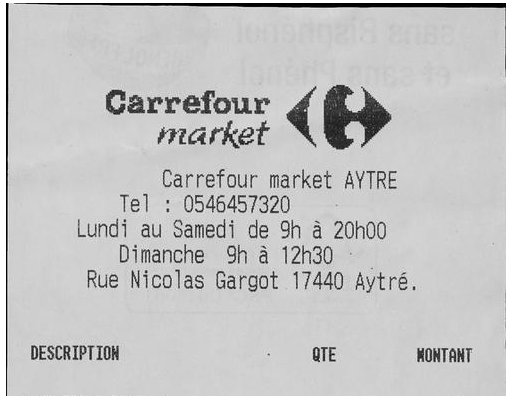 sans Bisphénol
et sans Phénol
Carrefour
market
Carrefour market AYTRE
Tel : 0546457320
Lundi au Samedi de 9h à 20h00
Dimanche 9h à 12h30
Rue Nicolas Gargot 17440 Aytré.
DESCRIPTION QTE MONTANT